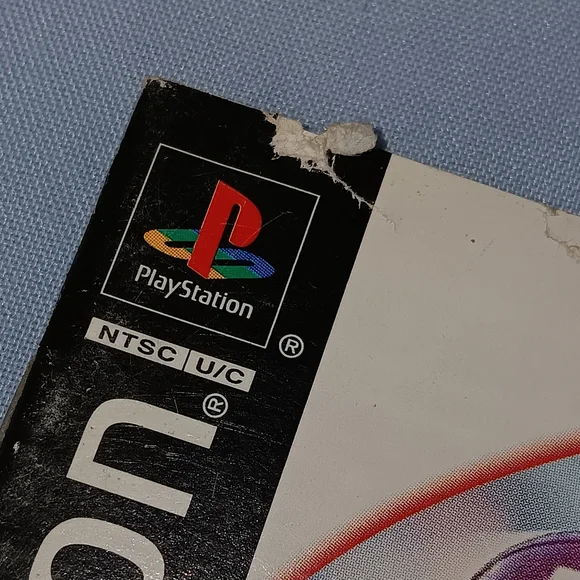 PlayStation
®
NTSC U/C
on®